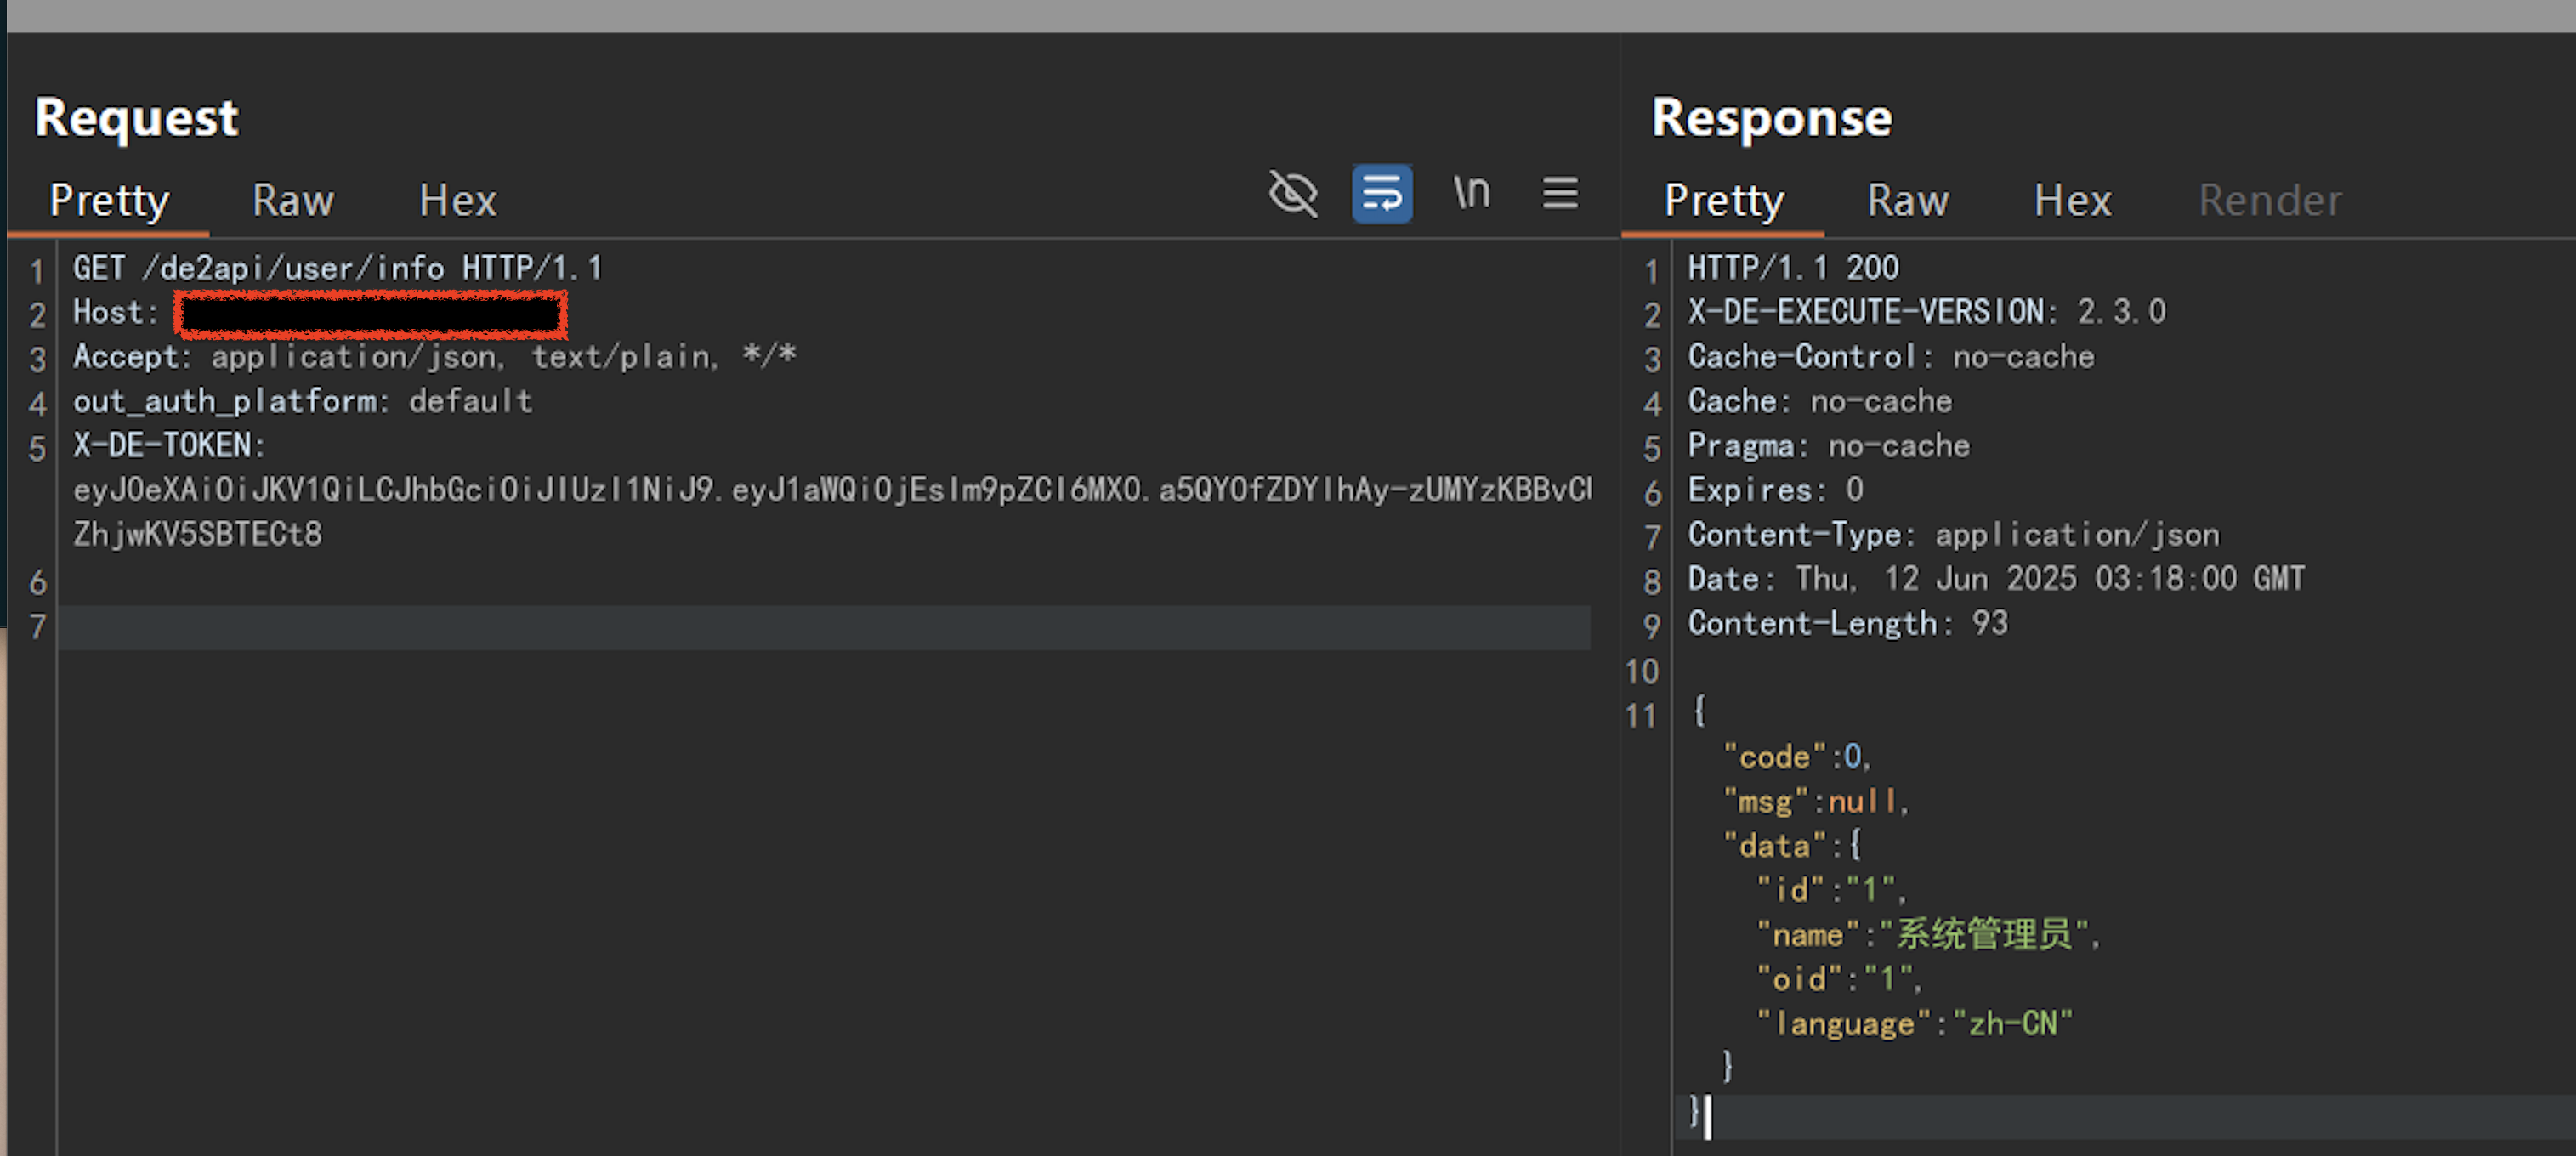 Request
Pretty Raw Hex \n
1 GET /de2api/user/info HTTP/1.1
2 Host:
3 Accept: application/json, text/plain, */*
4 out_auth_platform: default
5 X-DE-TOKEN:
eyJ0eXAiOiJKV1QiLCJhbGciOiJIUzI1NiJ9.eyJ1aWQiOjEsIm9pZCI6MX0.a5QYOfZDYIhAy-zUMYzKBBvCU
ZhjwKV5SBTECt8
6
7
Response
Pretty Raw Hex Render
1 HTTP/1.1 200
2 X-DE-EXECUTE-VERSION: 2.3.0
3 Cache-Control: no-cache
4 Cache: no-cache
5 Pragma: no-cache
6 Expires: 0
7 Content-Type: application/json
8 Date: Thu, 12 Jun 2025 03:18:00 GMT
9 Content-Length: 93
10
11 {
"code":0,
"msg":null,
"data":{
"id":"1",
"name":"系统管理员",
"oid":"1",
"language":"zh-CN"
}
}